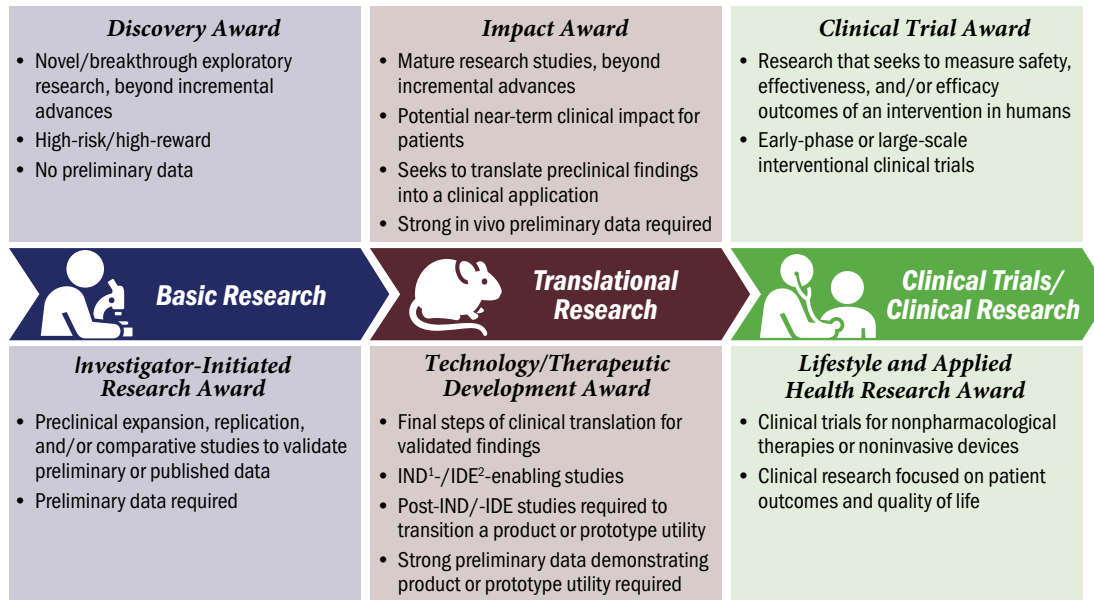 Discovery Award
• Novel/breakthrough exploratory
research, beyond incremental
advances
• High-risk/high-reward
• No preliminary data
Impact Award
• Mature research studies, beyond
incremental advances
• Potential near-term clinical impact for
patients
• Seeks to translate preclinical findings
into a clinical application
• Strong in vivo preliminary data required
Clinical Trial Award
• Research that seeks to measure safety,
effectiveness, and/or efficacy
outcomes of an intervention in humans
• Early-phase or large-scale
interventional clinical trials
Basic Research
Translational
Research
Clinical Trials/
Clinical Research
Investigator-Initiated
Research Award
• Preclinical expansion, replication,
and/or comparative studies to validate
preliminary or published data
• Preliminary data required
Technology/Therapeutic
Development Award
• Final steps of clinical translation for
validated findings
• IND¹-/IDE²-enabling studies
• Post-IND/-IDE studies required to
transition a product or prototype utility
• Strong preliminary data demonstrating
product or prototype utility required
Lifestyle and Applied
Health Research Award
• Clinical trials for nonpharmacological
therapies or noninvasive devices
• Clinical research focused on patient
outcomes and quality of life